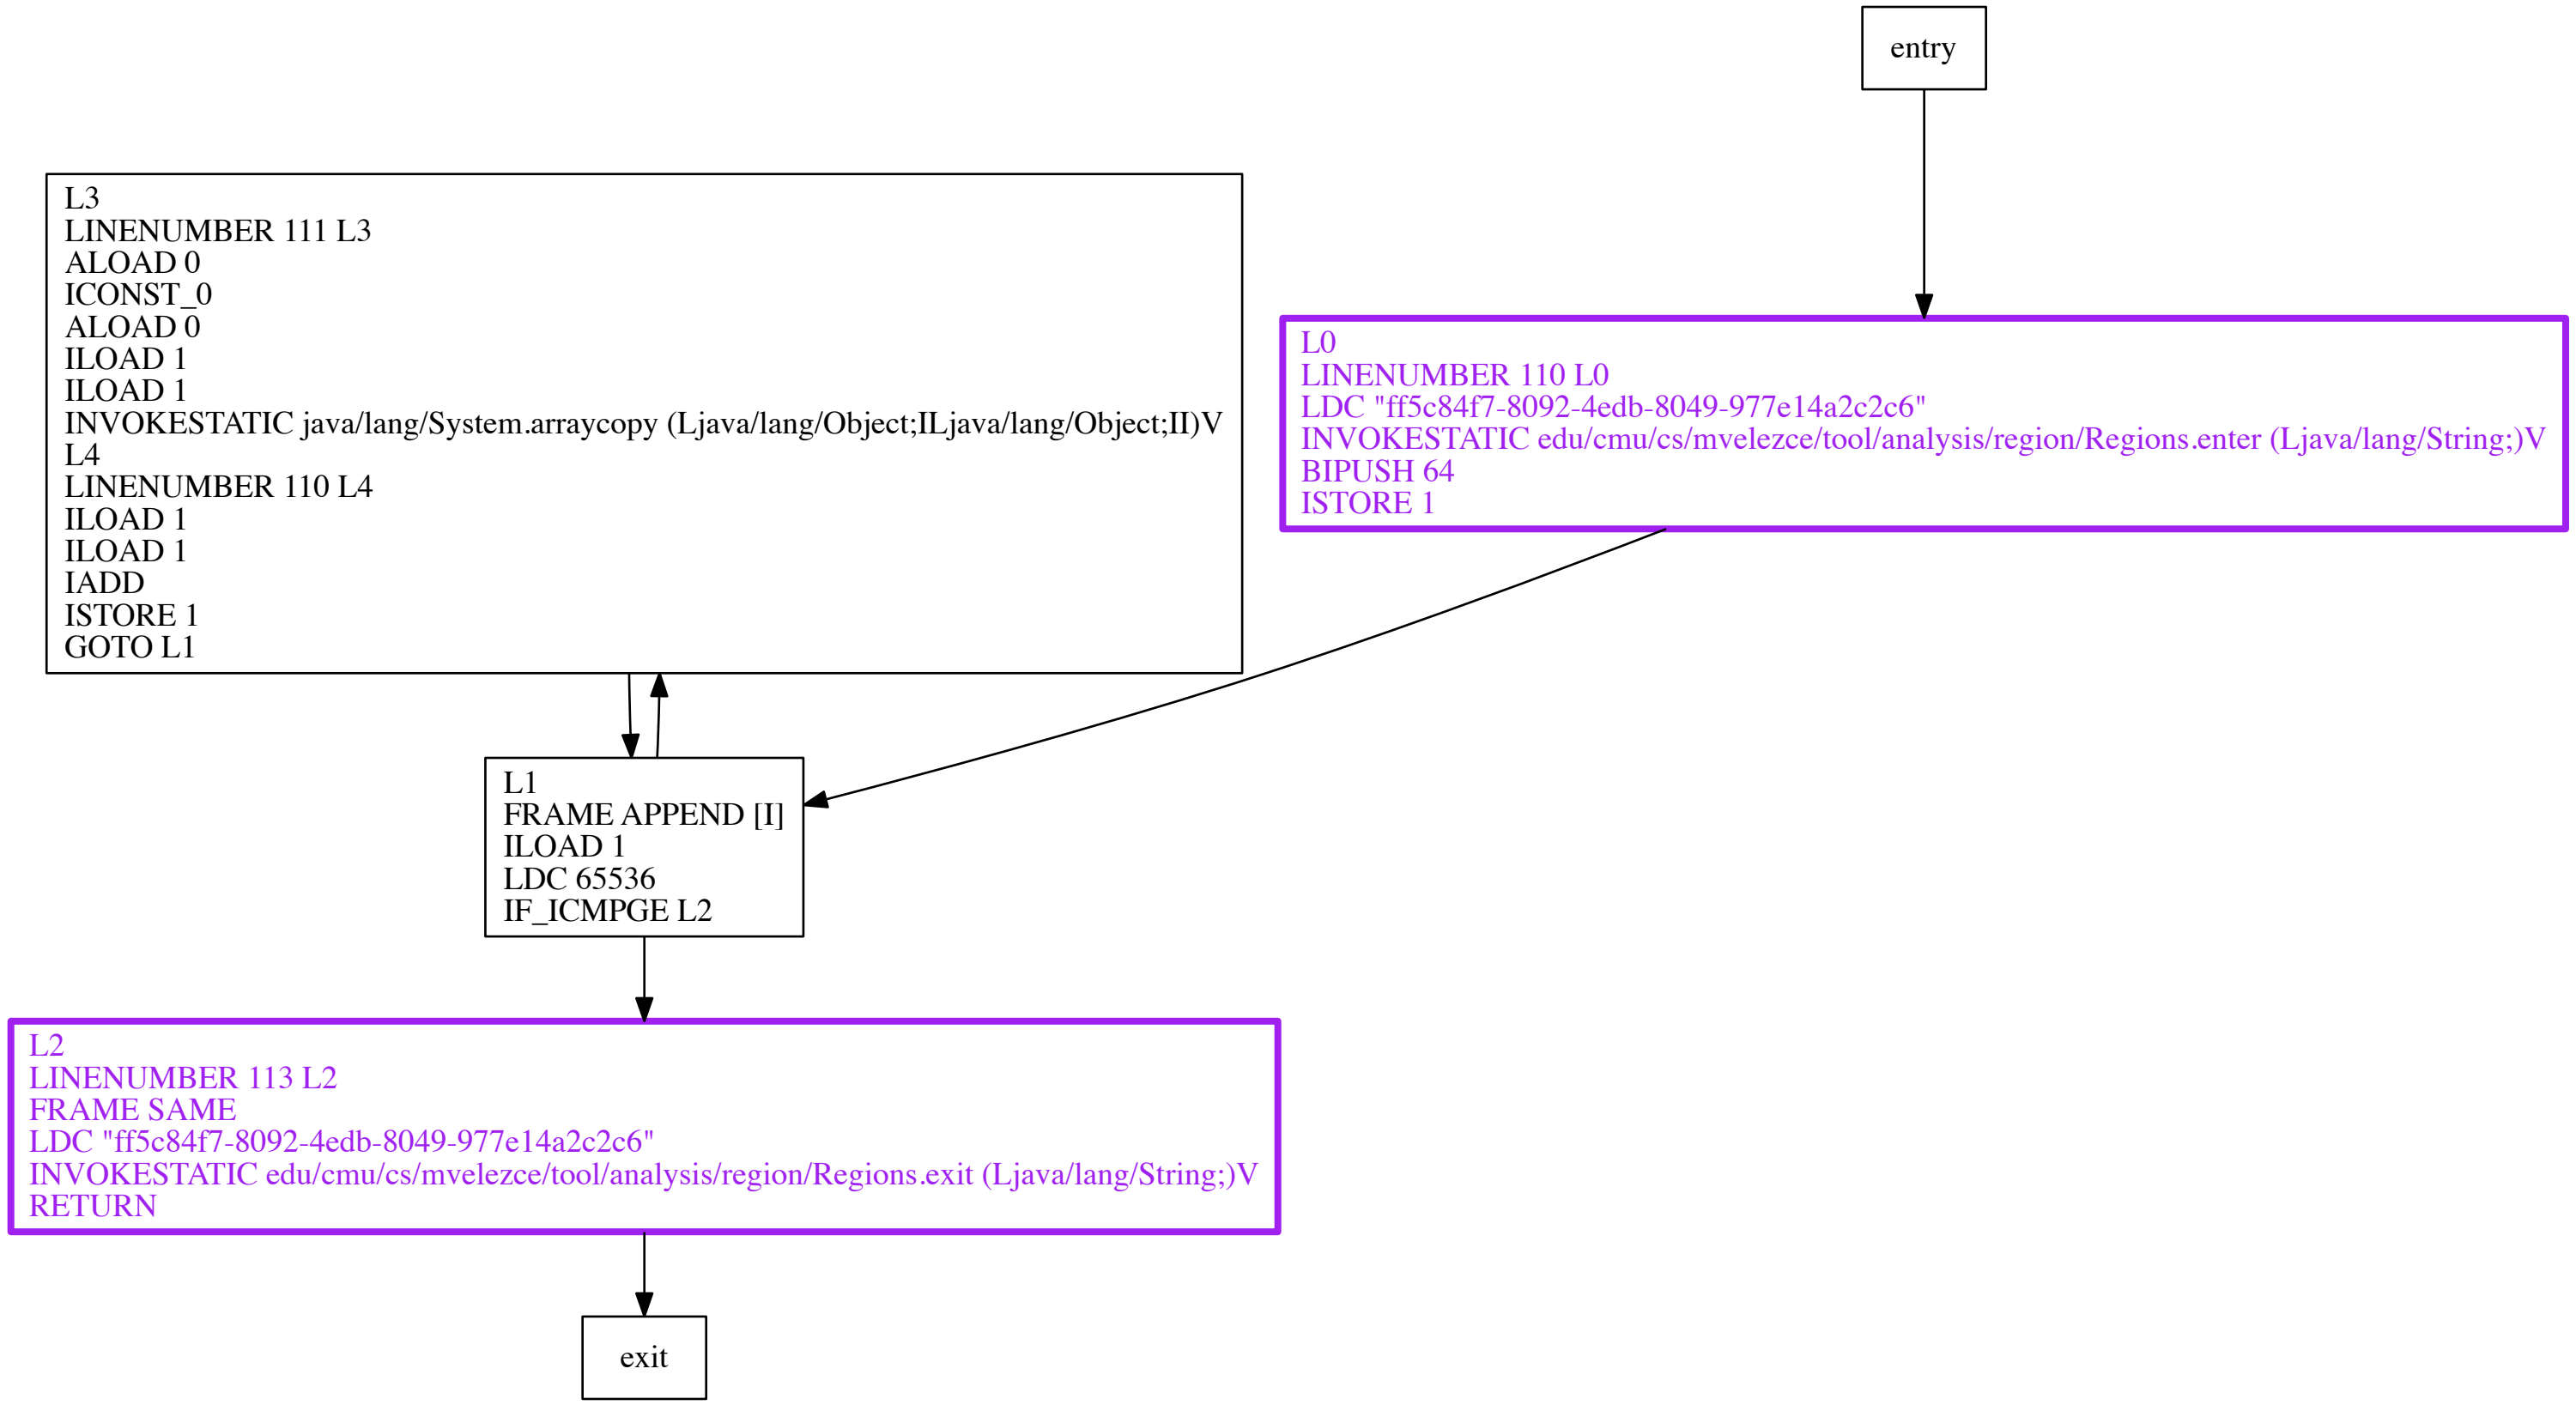 entry
L3
LINENUMBER 111 L3
ALOAD 0
ICONST_0
ALOAD 0
ILOAD 1
ILOAD 1
INVOKESTATIC java/lang/System.arraycopy (Ljava/lang/Object;ILjava/lang/Object;II)V
L4
LINENUMBER 110 L4
ILOAD 1
ILOAD 1
IADD
ISTORE 1
GOTO L1
L0
LINENUMBER 110 L0
LDC "ff5c84f7-8092-4edb-8049-977e14a2c2c6"
INVOKESTATIC edu/cmu/cs/mvelezce/tool/analysis/region/Regions.enter (Ljava/lang/String;)V
BIPUSH 64
ISTORE 1
L1
FRAME APPEND [I]
ILOAD 1
LDC 65536
IF_ICMPGE L2
L2
LINENUMBER 113 L2
FRAME SAME
LDC "ff5c84f7-8092-4edb-8049-977e14a2c2c6"
INVOKESTATIC edu/cmu/cs/mvelezce/tool/analysis/region/Regions.exit (Ljava/lang/String;)V
RETURN
exit